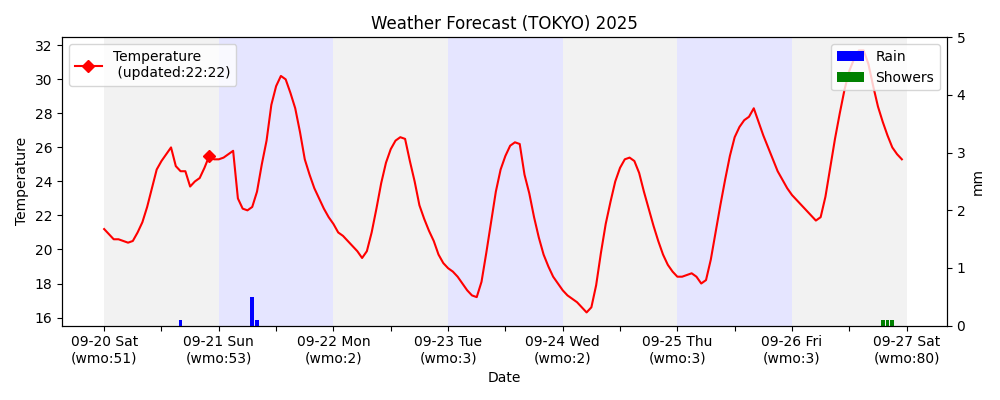 Weather Forecast (TOKYO) 2025
Temperature
(updated:22:22)
Rain
Showers
Temperature
32
30
28
26
24
22
20
18
16
5
4
3
2
1
0
mm
09-20 Sat
(wmo:51)
09-21 Sun
(wmo:53)
09-22 Mon
(wmo:2)
09-23 Tue
(wmo:3)
09-24 Wed
(wmo:2)
09-25 Thu
(wmo:3)
09-26 Fri
(wmo:3)
09-27 Sat
(wmo:80)
Date